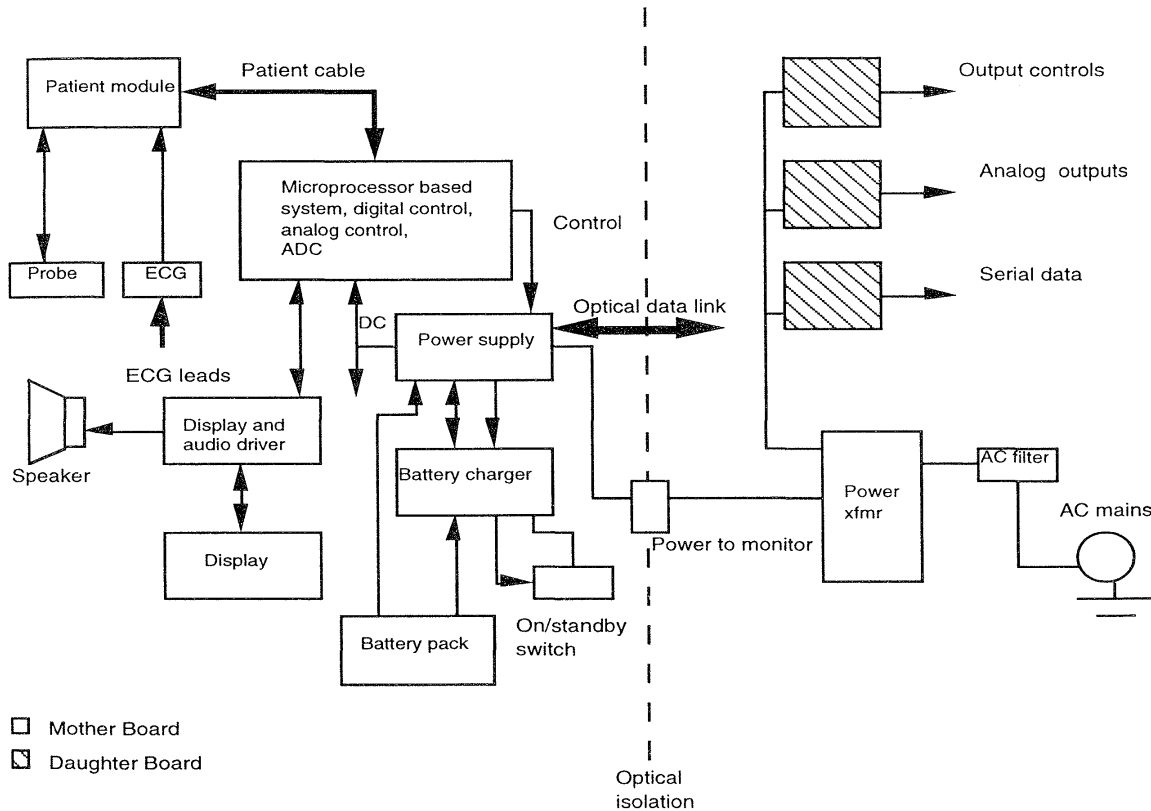 Patient module
Patient cable
Output controls
Microprocessor based
system, digital control,
analog control,
ADC
Analog outputs
Control
Probe
ECG
Serial data
Optical data link
DC
Power supply
ECG leads
Display and
audio driver
Speaker
Battery charger
AC filter
Power
xfmr
AC mains
Power to monitor
Display
On/standby
switch
Battery pack
Mother Board
Daughter Board
Optical
isolation